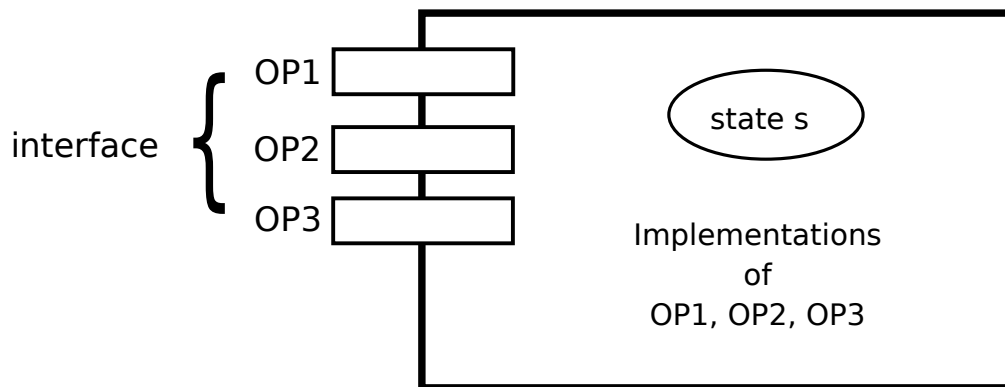 OP1
interface
OP2
OP3
state s
Implementations
of
OP1, OP2, OP3